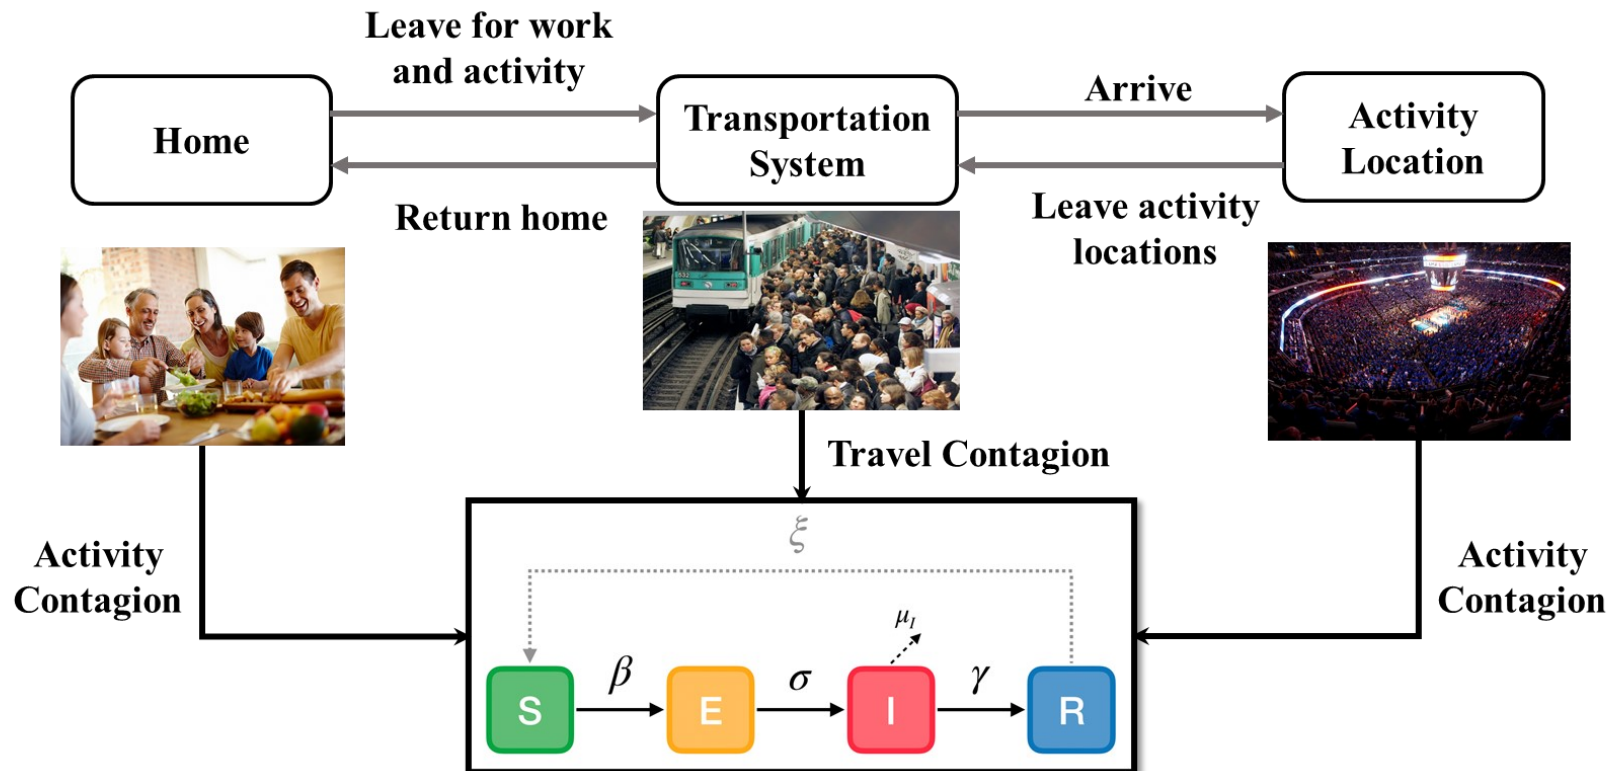 Leave for work
and activity
Home
Transportation
System
Arrive
Activity
Location
Return home
Leave activity
locations
Travel Contagion
Activity
Contagion
Activity
Contagion
ξ
μ_I
β
σ
γ
S
E
I
R